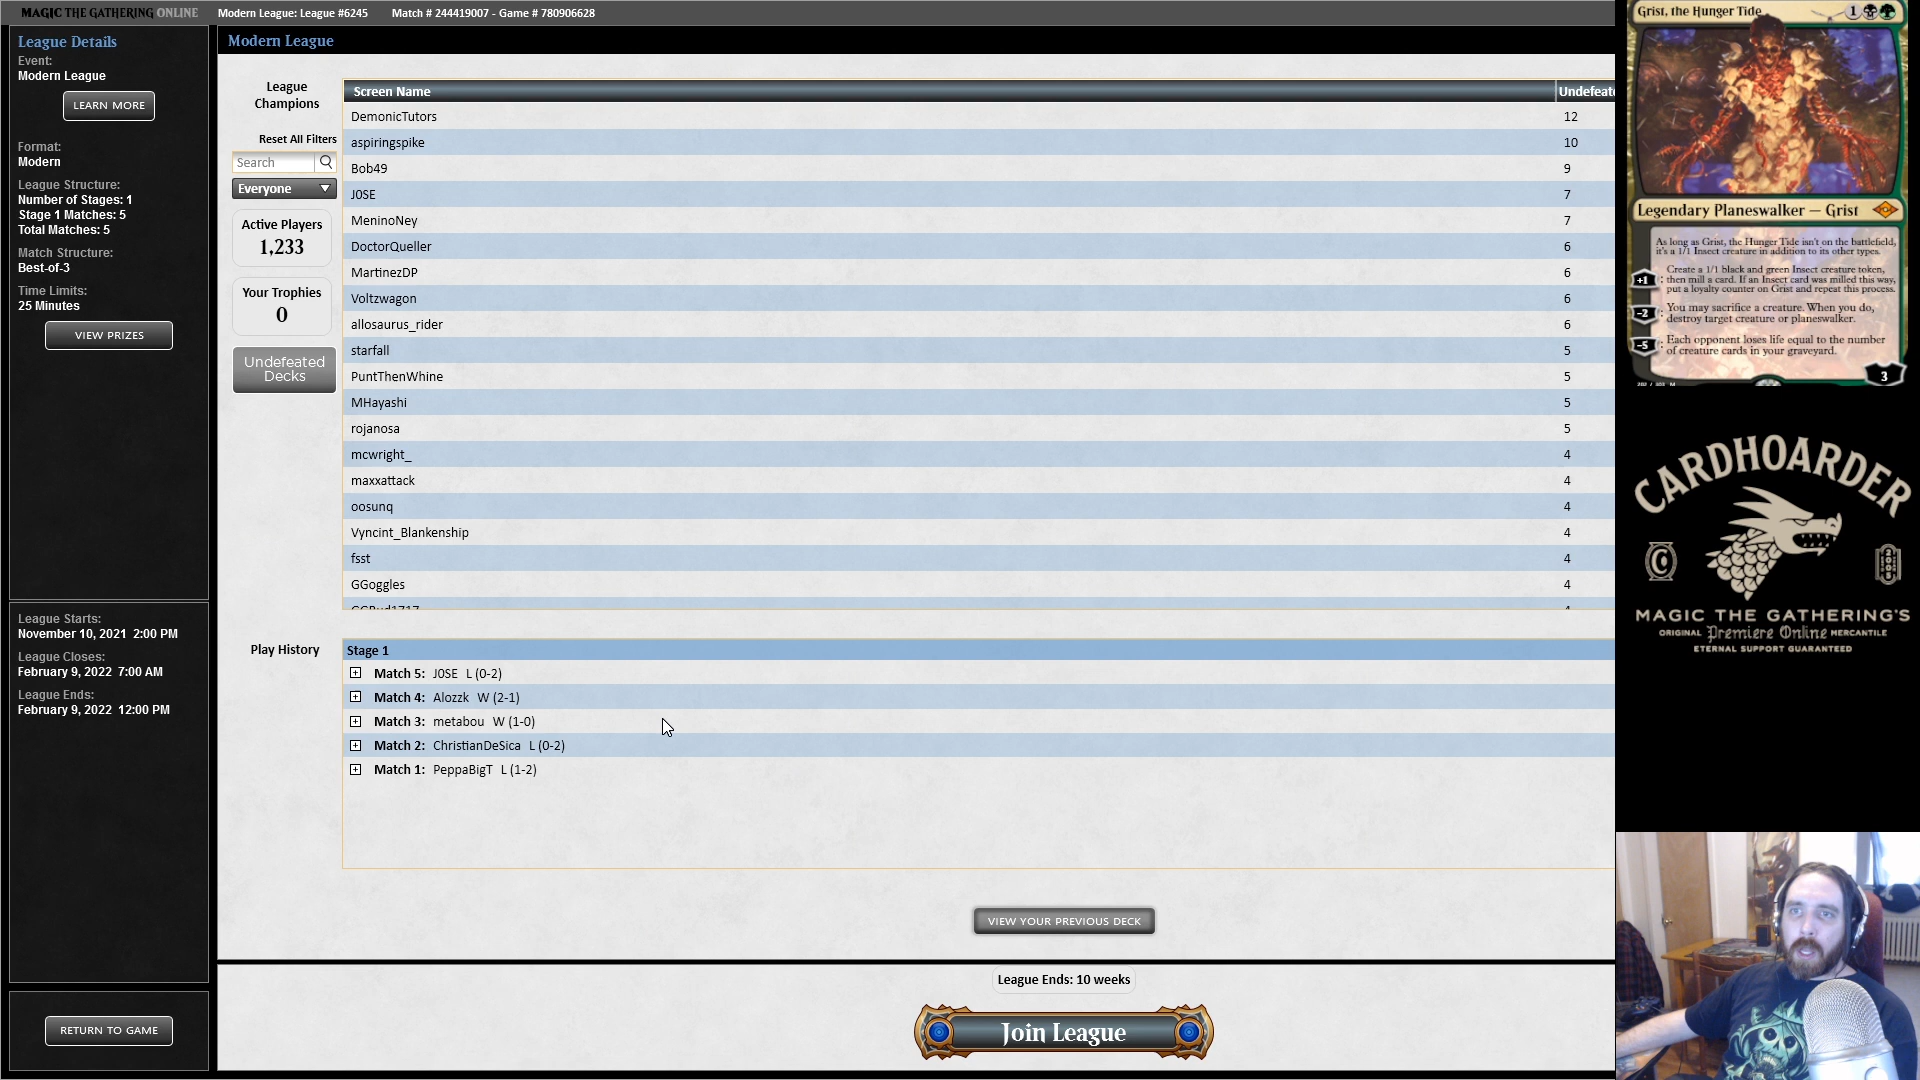 MAGIC THE GATHERING ONLINE
Modern League: League #6245
Match # 244419007 - Game # 780906628
League Details
Event:
Modern League
LEARN MORE
Format:
Modern
League Structure:
Number of Stages: 1
Stage 1 Matches: 5
Total Matches: 5
Match Structure:
Best-of-3
Time Limits:
25 Minutes
VIEW PRIZES
League Starts:
November 10, 2021 2:00 PM
League Closes:
February 9, 2022 7:00 AM
League Ends:
February 9, 2022 12:00 PM
RETURN TO GAME
Modern League
League
Champions
Reset All Filters
Search
Everyone
Active Players
1,233
Your Trophies
0
Undefeated
Decks
Screen Name
DemonicTutors 12
aspiringspike 10
Bob49 9
J0SE 7
MeninoNey 7
DoctorQueller 6
MartinezDP 6
Voltzwagon 6
allosaurus_rider 6
starfall 5
PuntThenWhine 5
MHayashi 5
rojanosa 5
mcwright_ 4
maxxattack 4
oosunq 4
Vyncint_Blankenship 4
fsst 4
GGoggles 4
Play History
Stage 1
Match 5: J0SE L (0-2)
Match 4: Alozzk W (2-1)
Match 3: metabou W (1-0)
Match 2: ChristianDeSica L (0-2)
Match 1: PeppaBigT L (1-2)
VIEW YOUR PREVIOUS DECK
League Ends: 10 weeks
Join League
Grist, the Hunger Tide 1
Legendary Planeswalker — Grist
As long as Grist, the Hunger Tide isn't on the battlefield,
it's a 1/1 Insect creature in addition to its other types.
+1: Create a 1/1 black and green Insect creature token,
then mill a card. If an Insect card was milled this way,
put a loyalty counter on Grist and repeat this process.
-2: You may sacrifice a creature. When you do,
destroy target creature or planeswalker.
-5: Each opponent loses life equal to the number
of creature cards in your graveyard.
3
CARDHOARDER
MAGIC THE GATHERING'S
ORIGINAL Premiere Online MERCANTILE
ETERNAL SUPPORT GUARANTEED